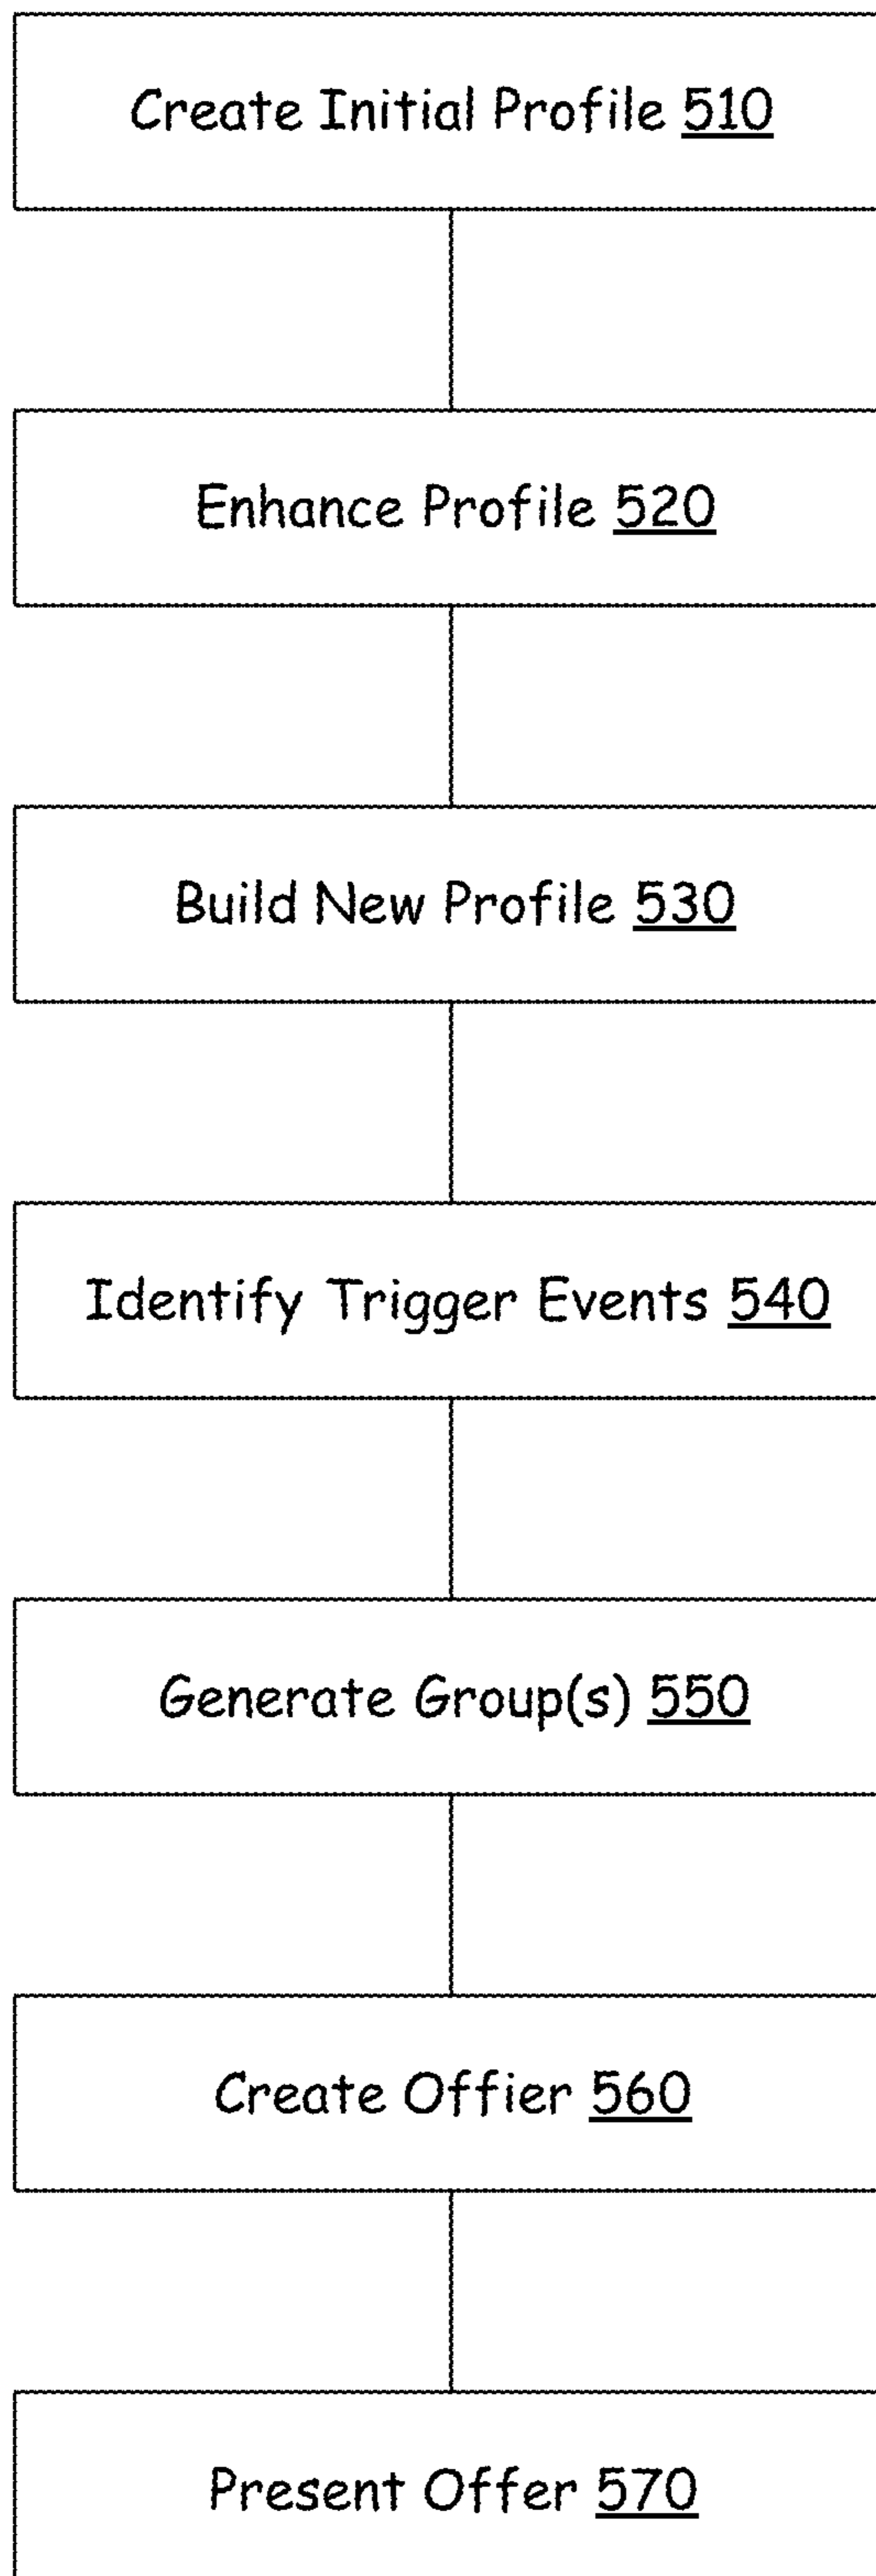 Create Initial Profile 510
Enhance Profile 520
Build New Profile 530
Identify Trigger Events 540
Generate Group(s) 550
Create Offier 560
Present Offer 570